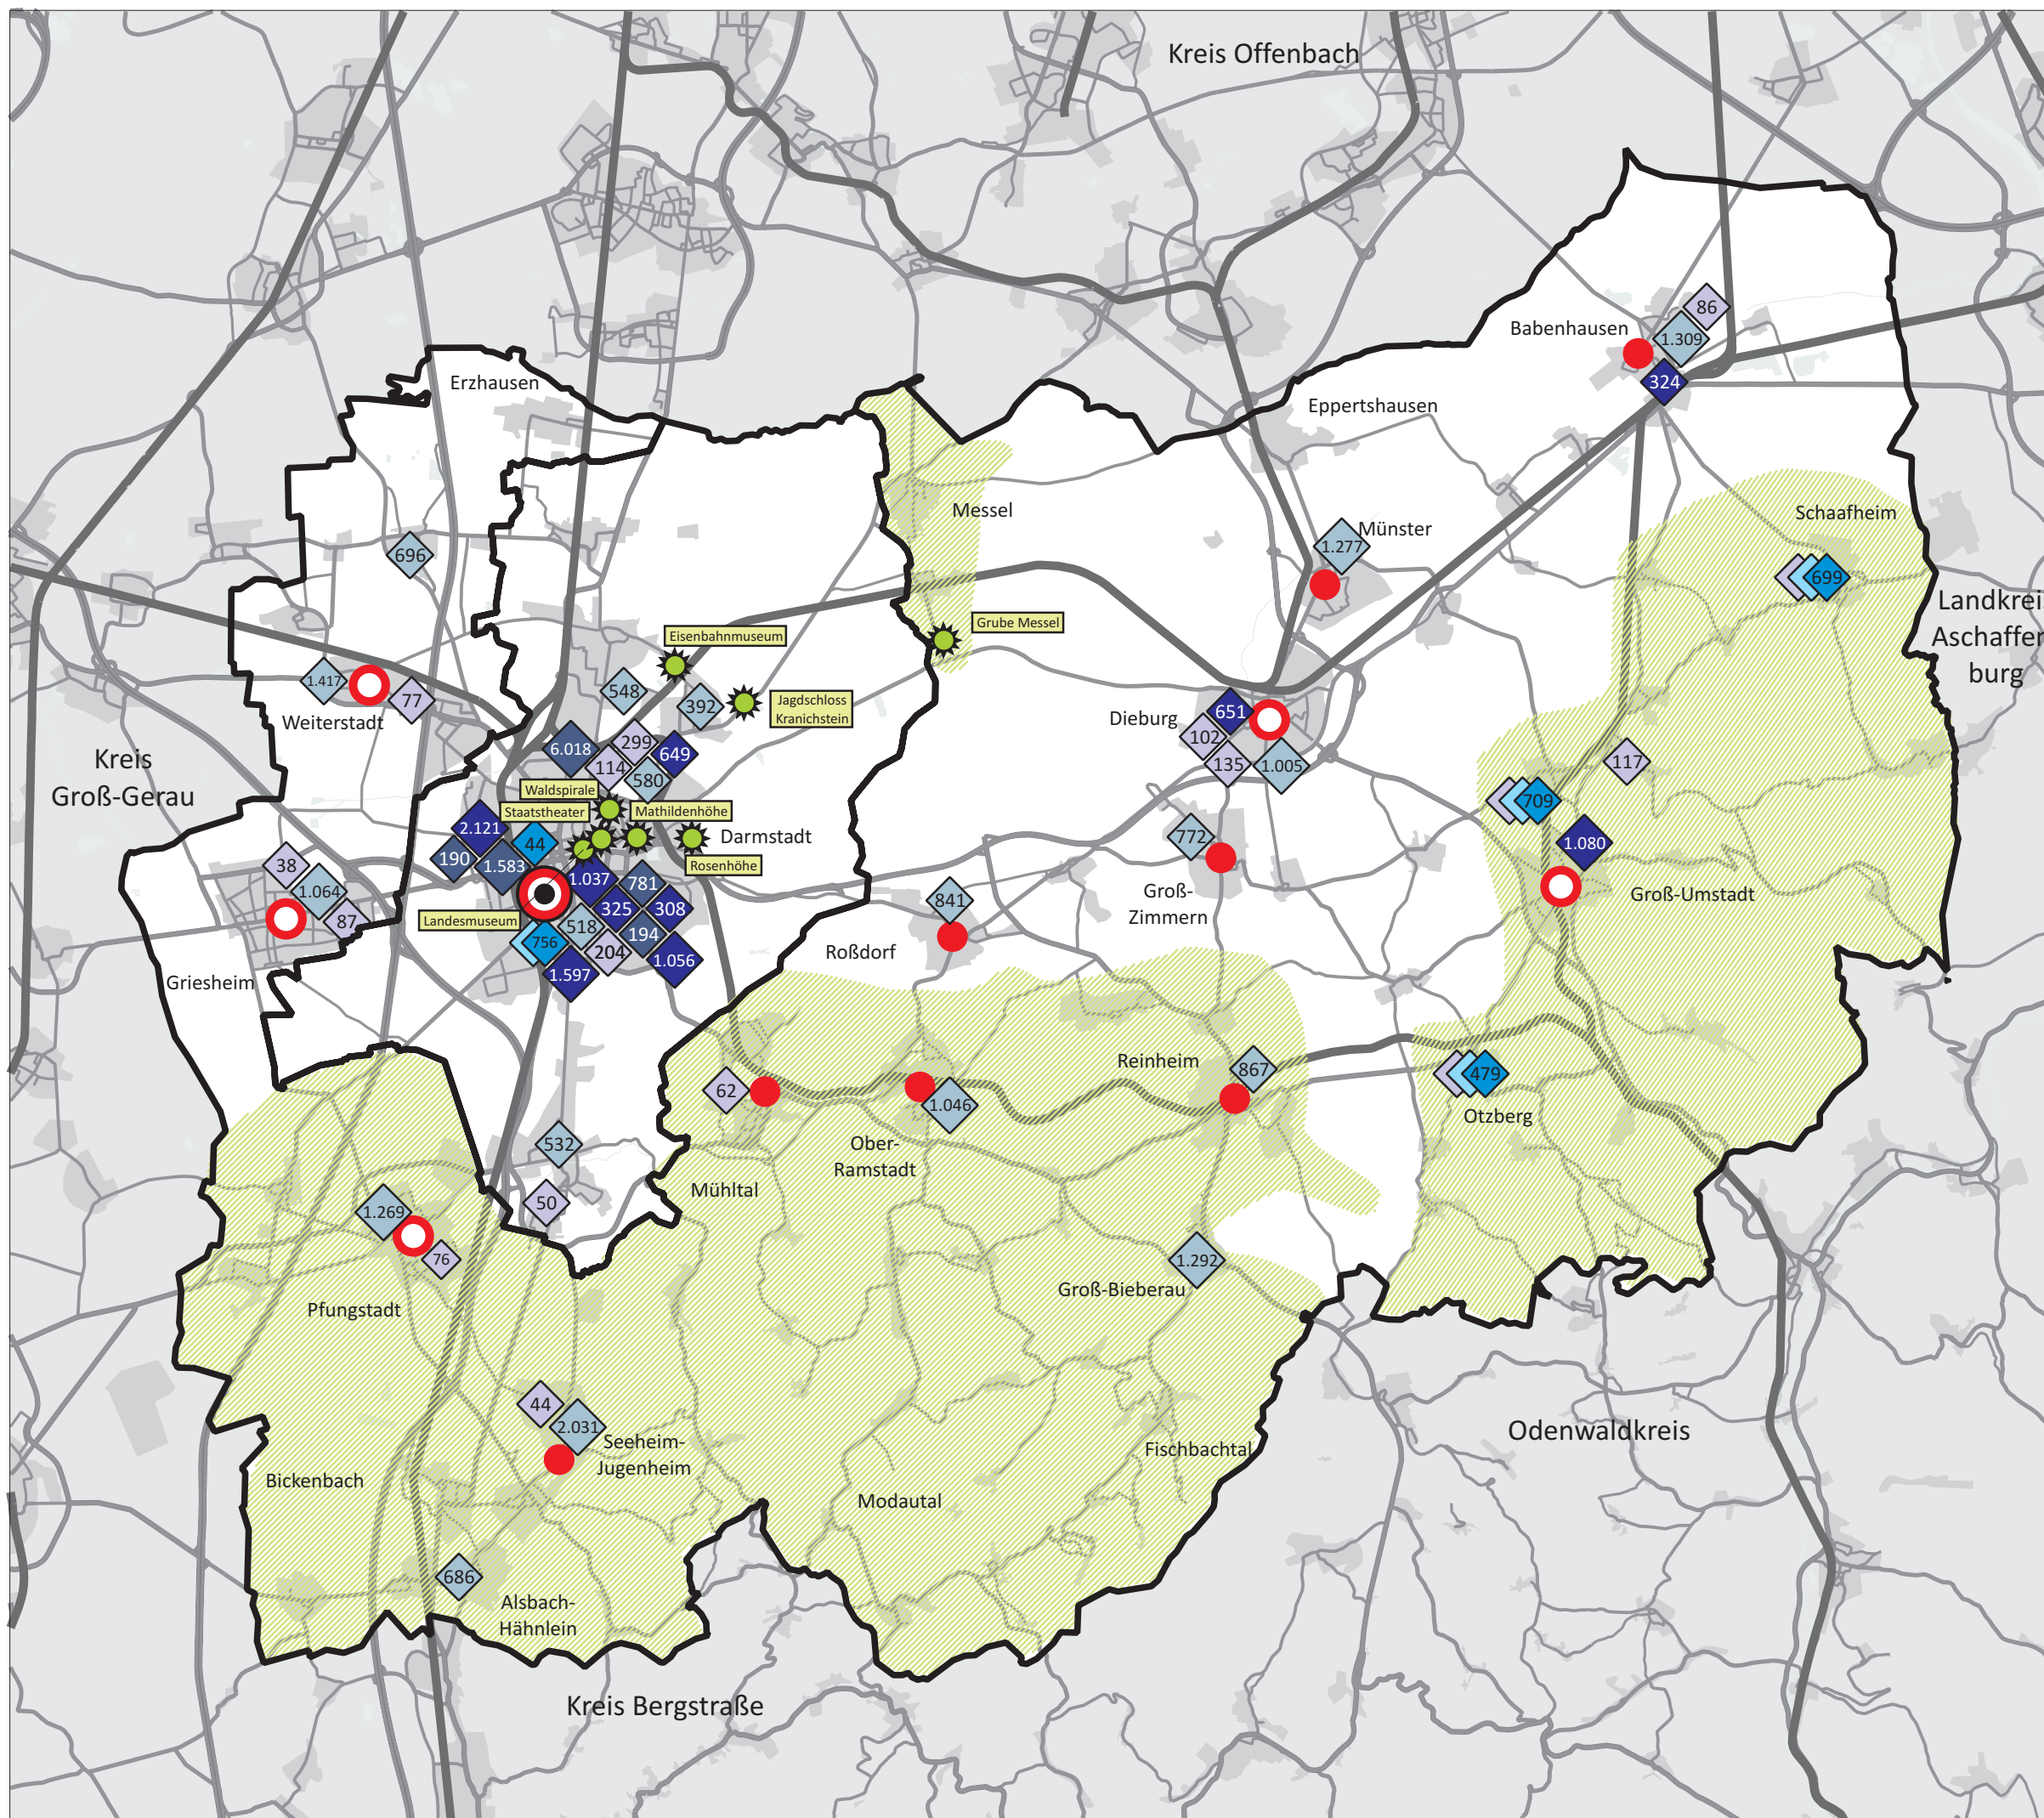 Kreis Offenbach
86
Babenhausen
1.309
324
Erzhausen
Eppertshausen
Messel
Schaafheim
Münster
1.277
696
699
Landkrei
Aschaffen
burg
Grube Messel
Eisenbahnmuseum
1.417
77
Weiterstadt
548
392
Jagdschloss
Kranichstein
Dieburg
651
102
135
1.005
6.018
299
649
114
580
Kreis
Groß-Gerau
117
709
Waldspirale
Staatstheater
Mathildenhöhe
Darmstadt
Rosenhöhe
2.121
44
190
1.583
772
1.080
Groß-Umstadt
Groß-
Zimmern
38
1.064
87
1.037
781
325
308
Landesmuseum
518
194
756
204
1.056
1.597
841
Roßdorf
Griesheim
Reinheim
867
62
1.046
479
Otzberg
Ober-
Ramstadt
532
Mühltal
50
1.269
76
Pfungstadt
1.292
Groß-Bieberau
44
2.031
Seeheim-
Jugenheim
Odenwaldkreis
Fischbachtal
Bickenbach
Modautal
686
Alsbach-
Hähnlein
Kreis Bergstraße